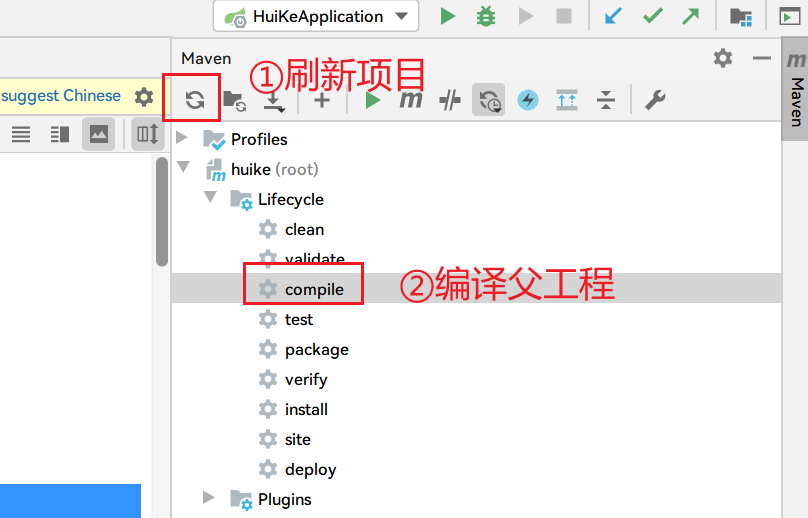 HuiKeApplication
Maven
①刷新项目
suggest Chinese
m
Maven
Profiles
huike (root)
Lifecycle
clean
validate
compile
②编译父工程
test
package
verify
install
site
deploy
Plugins